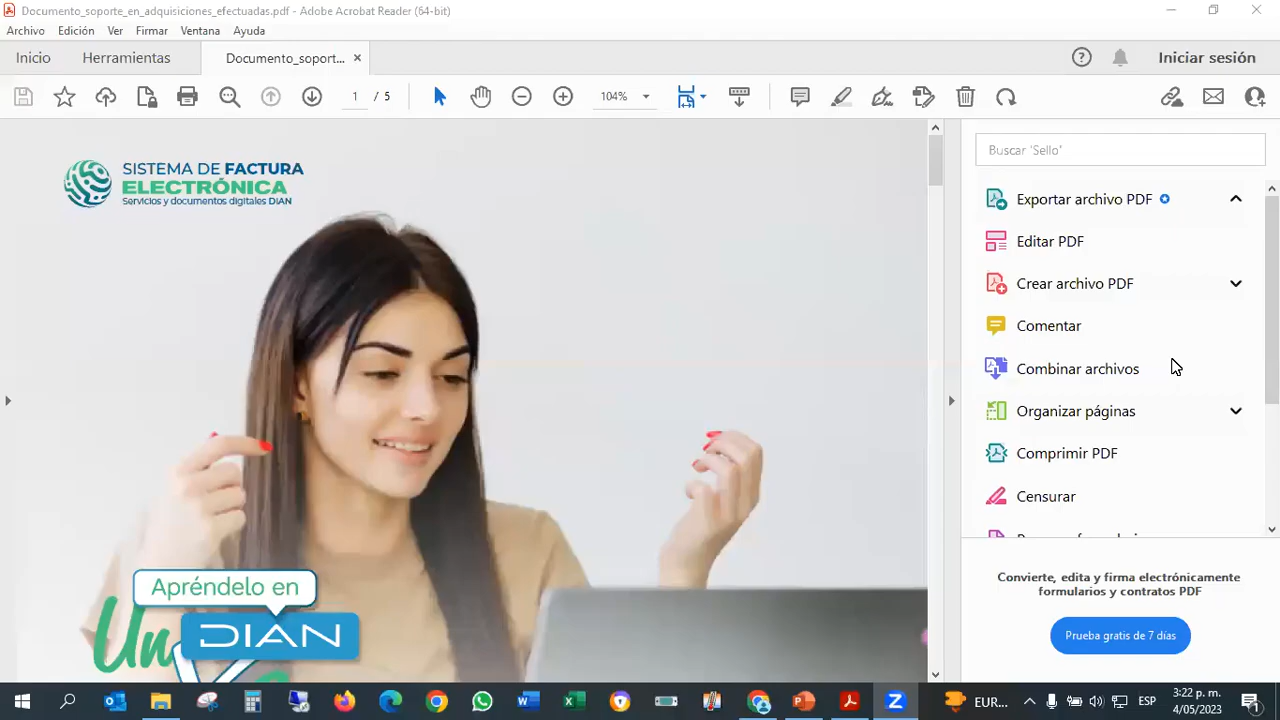 Documento_soporte_en_adquisiciones_efectuadas.pdf - Adobe Acrobat Reader (64-bit)
Archivo Edición Ver Firmar Ventana Ayuda
Inicio Herramientas Documento_soport... × Iniciar sesión
1 / 5 104%
SISTEMA DE FACTURA
ELECTRÓNICA
Servicios y documentos digitales DIAN
Apréndelo en
DIAN
Un
Buscar 'Sello'
Exportar archivo PDF
Editar PDF
Crear archivo PDF
Comentar
Combinar archivos
Organizar páginas
Comprimir PDF
Censurar
Convierte, edita y firma electrónicamente
formularios y contratos PDF
Prueba gratis de 7 días
EUR... ESP 3:22 p. m.
4/05/2023